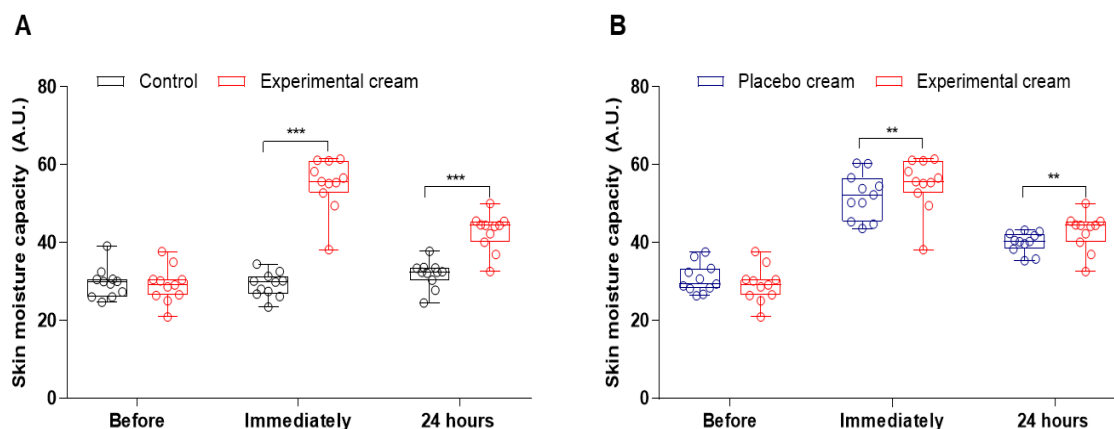 A
Control Experimental cream
Skin moisture capacity (A.U.)
80
60
40
20
0
***
***
Before Immediately 24 hours
B
Placebo cream Experimental cream
Skin moisture capacity (A.U.)
80
60
40
20
0
**
**
Before Immediately 24 hours